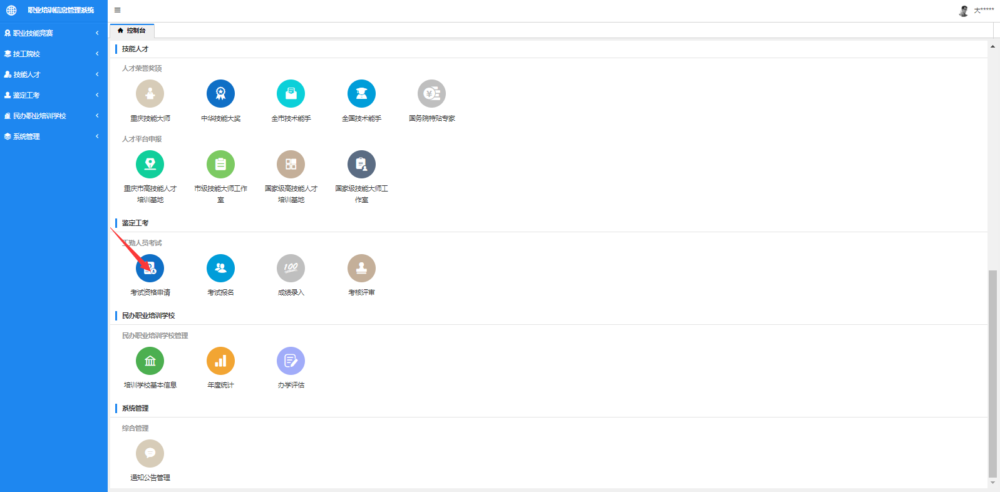 职业培训信息管理系统
大*****
职业技能竞赛
技工院校
技能人才
鉴定工考
民办职业培训学校
系统管理
控制台
技能人才
人才荣誉奖项
重庆技能大师
中华技能大奖
全市技术能手
全国技术能手
国务院特贴专家
人才平台申报
重庆市高技能人才
培训基地
市级技能大师工作
室
国家级高技能人才
培训基地
国家级技能大师工
作室
鉴定工考
工勤人员考试
100
考试资格申请
考试报名
成绩录入
考核评审
民办职业培训学校
民办职业培训学校管理
培训学校基本信息
年度统计
办学评估
系统管理
综合管理
通知公告管理